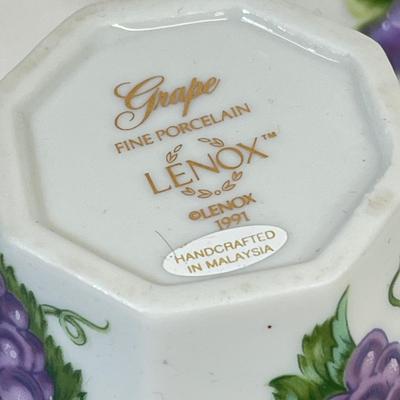 Grape
FINE PORCELAIN
LENOX™
©LENOX
1991
HANDCRAFTED
IN MALAYSIA